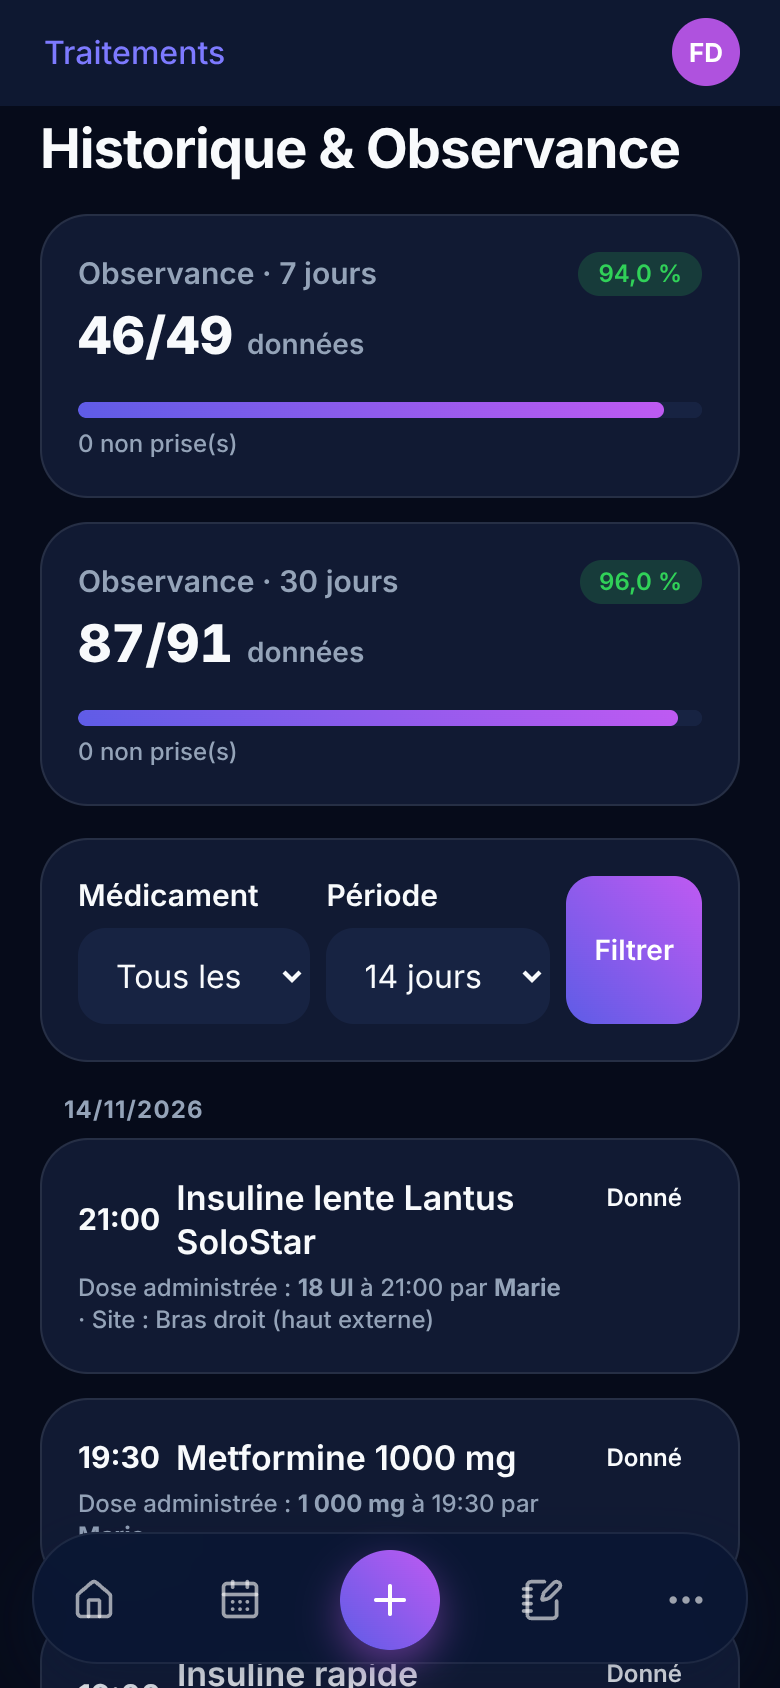 Traitements
FD
Historique & Observance
Observance · 7 jours
94,0 %
46/49 données
0 non prise(s)
Observance · 30 jours
96,0 %
87/91 données
0 non prise(s)
Médicament
Période
Tous les
14 jours
Filtrer
14/11/2026
21:00 Insuline lente Lantus SoloStar
Donné
Dose administrée : 18 UI à 21:00 par Marie
· Site : Bras droit (haut externe)
19:30 Metformine 1000 mg
Donné
Dose administrée : 1 000 mg à 19:30 par
Insuline rapide
Donné